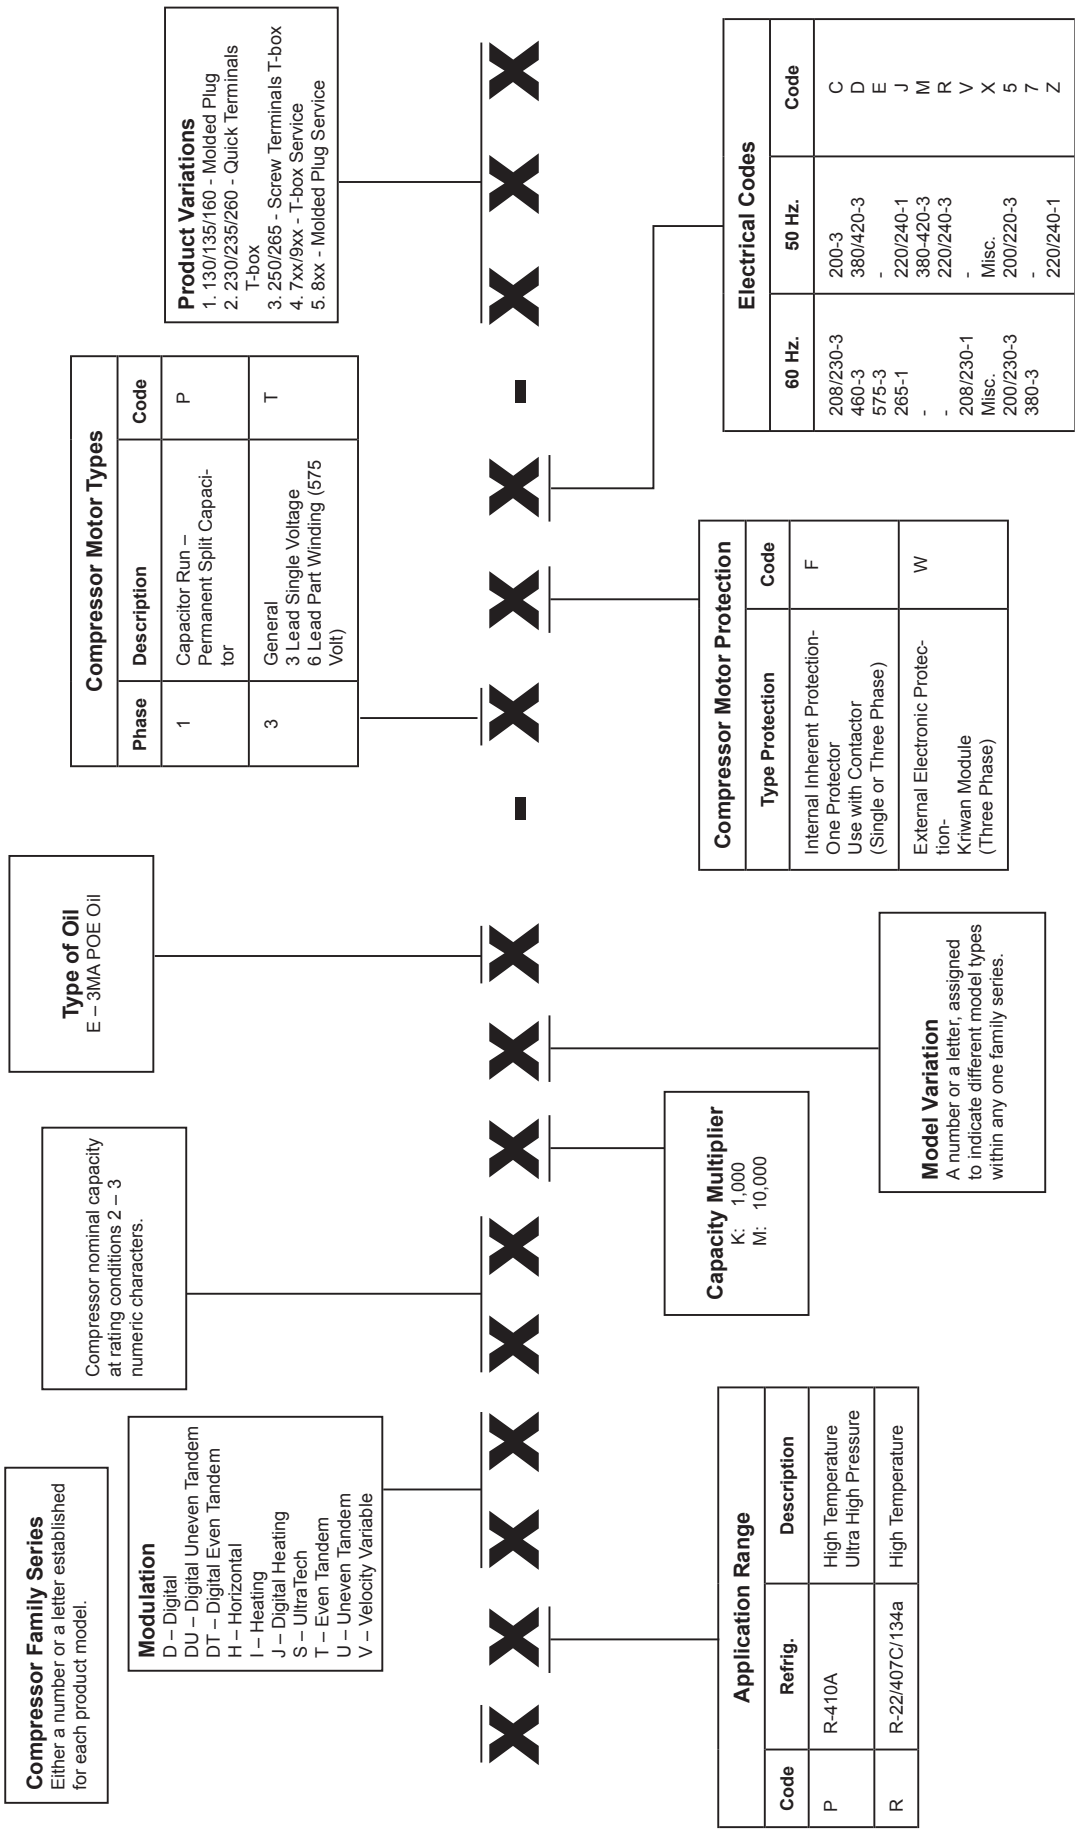 Compressor Family Series
Either a number or a letter established
for each product model.
Modulation
D – Digital
DU – Digital Uneven Tandem
DT – Digital Even Tandem
H – Horizontal
I – Heating
J – Digital Heating
S – UltraTech
T – Even Tandem
U – Uneven Tandem
V – Velocity Variable
Compressor nominal capacity
at rating conditions 2 – 3
numeric characters.
Type of Oil
E – 3MA POE Oil
Compressor Motor Types
Phase Description Code
1 Capacitor Run – P
Permanent Split Capaci-
tor
3 General T
3 Lead Single Voltage
6 Lead Part Winding (575
Volt)
Product Variations
1. 130/135/160 - Molded Plug
2. 230/235/260 - Quick Terminals
T-box
3. 250/265 - Screw Terminals T-box
4. 7xx/9xx - T-box Service
5. 8xx - Molded Plug Service
X X X X X X X X X - X X X - X X X
Application Range
Code Refrig. Description
P R-410A High Temperature
Ultra High Pressure
R R-22/407C/134a High Temperature
Capacity Multiplier
K: 1,000
M: 10,000
Model Variation
A number or a letter, assigned
to indicate different model types
within any one family series.
Compressor Motor Protection
Type Protection Code
Internal Inherent Protection- F
One Protector
Use with Contactor
(Single or Three Phase)
External Electronic Protec- W
tion-
Kriwan Module
(Three Phase)
Electrical Codes
60 Hz. 50 Hz. Code
208/230-3 200-3 C
460-3 380/420-3 D
575-3 - E
265-1 220/240-1 J
- 380-420-3 M
- 220/240-3 R
208/230-1 - V
Misc. Misc. X
200/230-3 200/220-3 5
380-3 - 7
220/240-1 Z